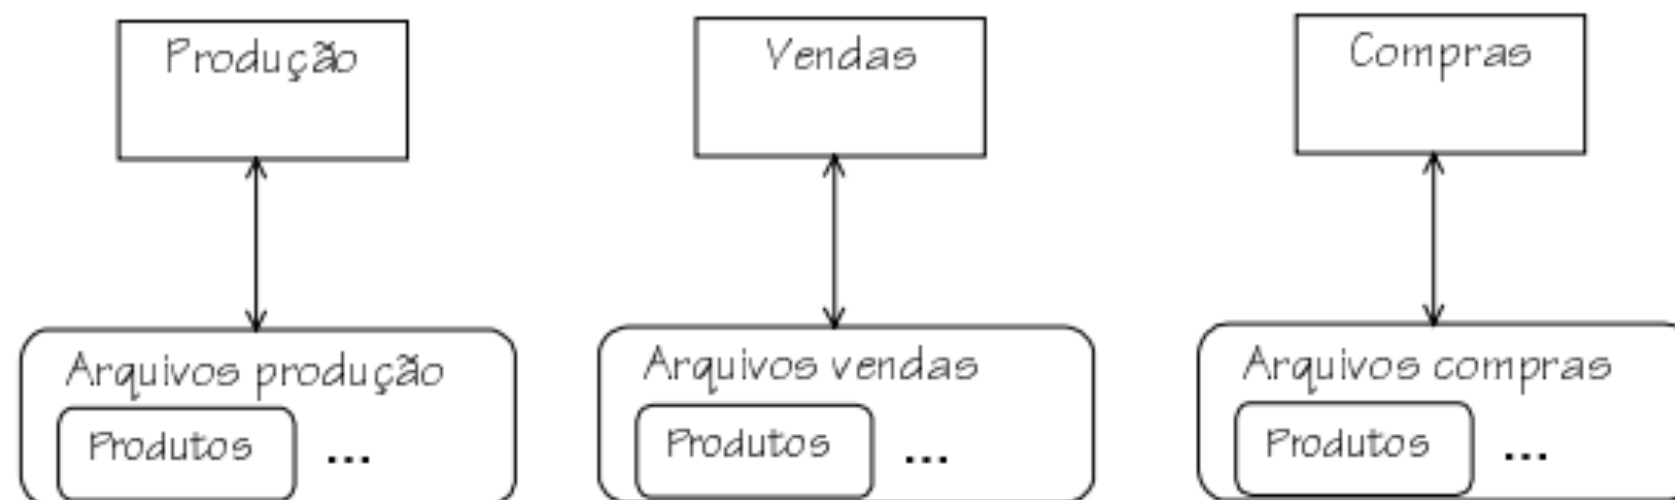 Produção
Vendas
Compras
Arquivos produção
Arquivos vendas
Arquivos compras
Produtos ...
Produtos ...
Produtos ...